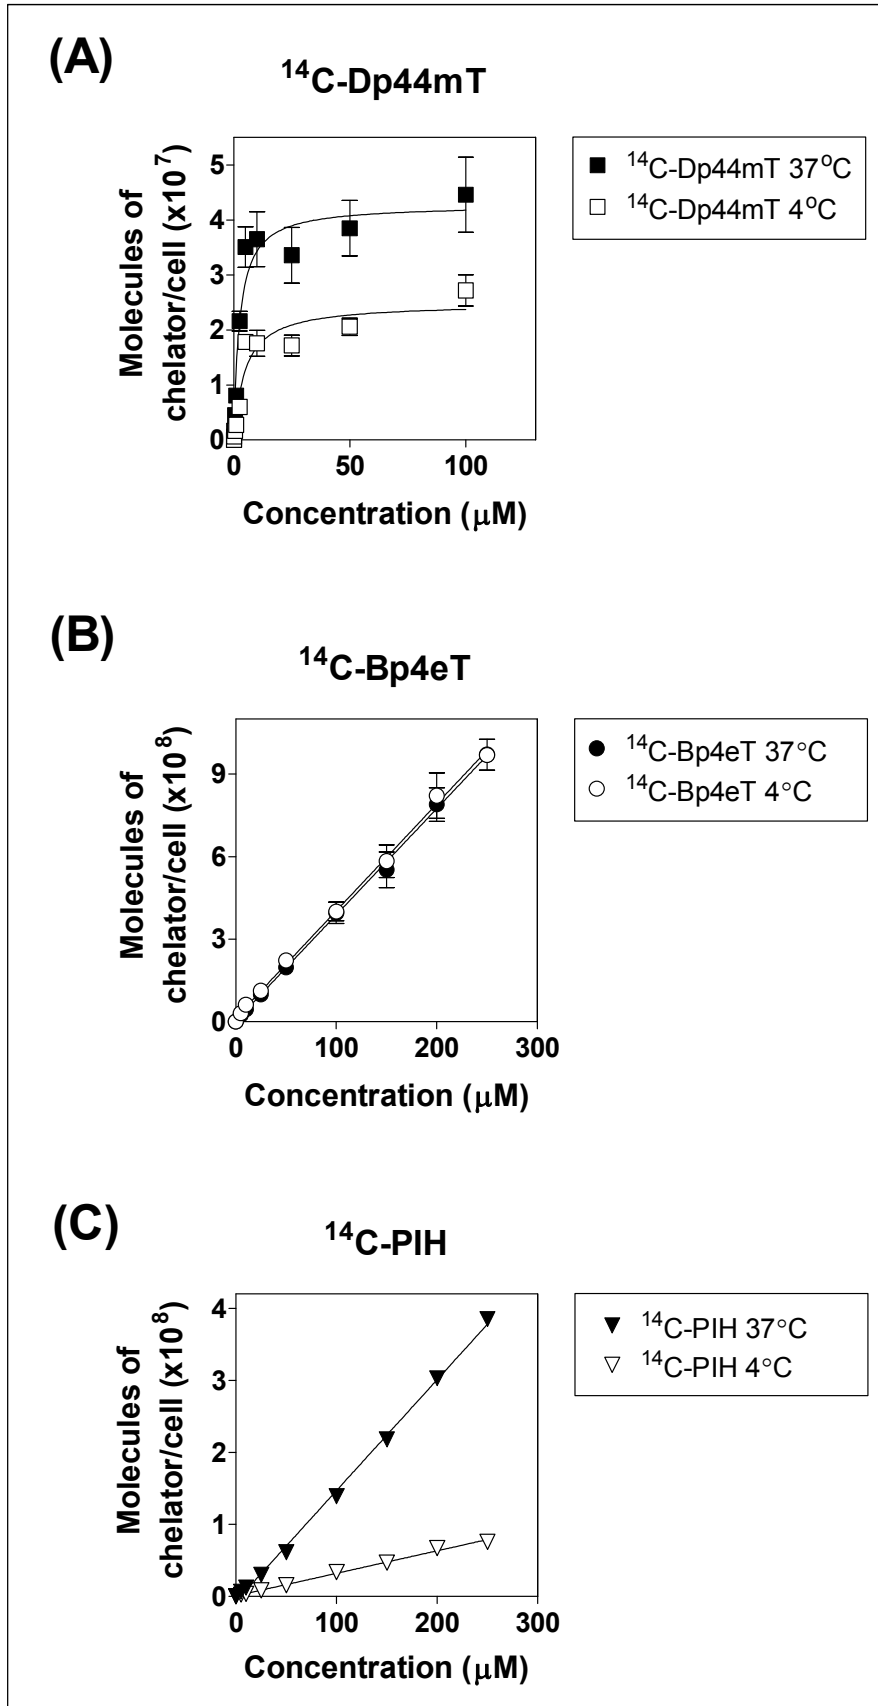 (A)
¹⁴C-Dp44mT
Molecules of
chelator/cell (x10⁷)
5
4
3
2
1
0
0 50 100
Concentration (μM)
¹⁴C-Dp44mT 37°C
¹⁴C-Dp44mT 4°C
(B)
¹⁴C-Bp4eT
Molecules of
chelator/cell (x10⁸)
9
6
3
0
0 100 200 300
Concentration (μM)
¹⁴C-Bp4eT 37°C
¹⁴C-Bp4eT 4°C
(C)
¹⁴C-PIH
Molecules of
chelator/cell (x10⁸)
4
3
2
1
0
0 100 200 300
Concentration (μM)
¹⁴C-PIH 37°C
¹⁴C-PIH 4°C